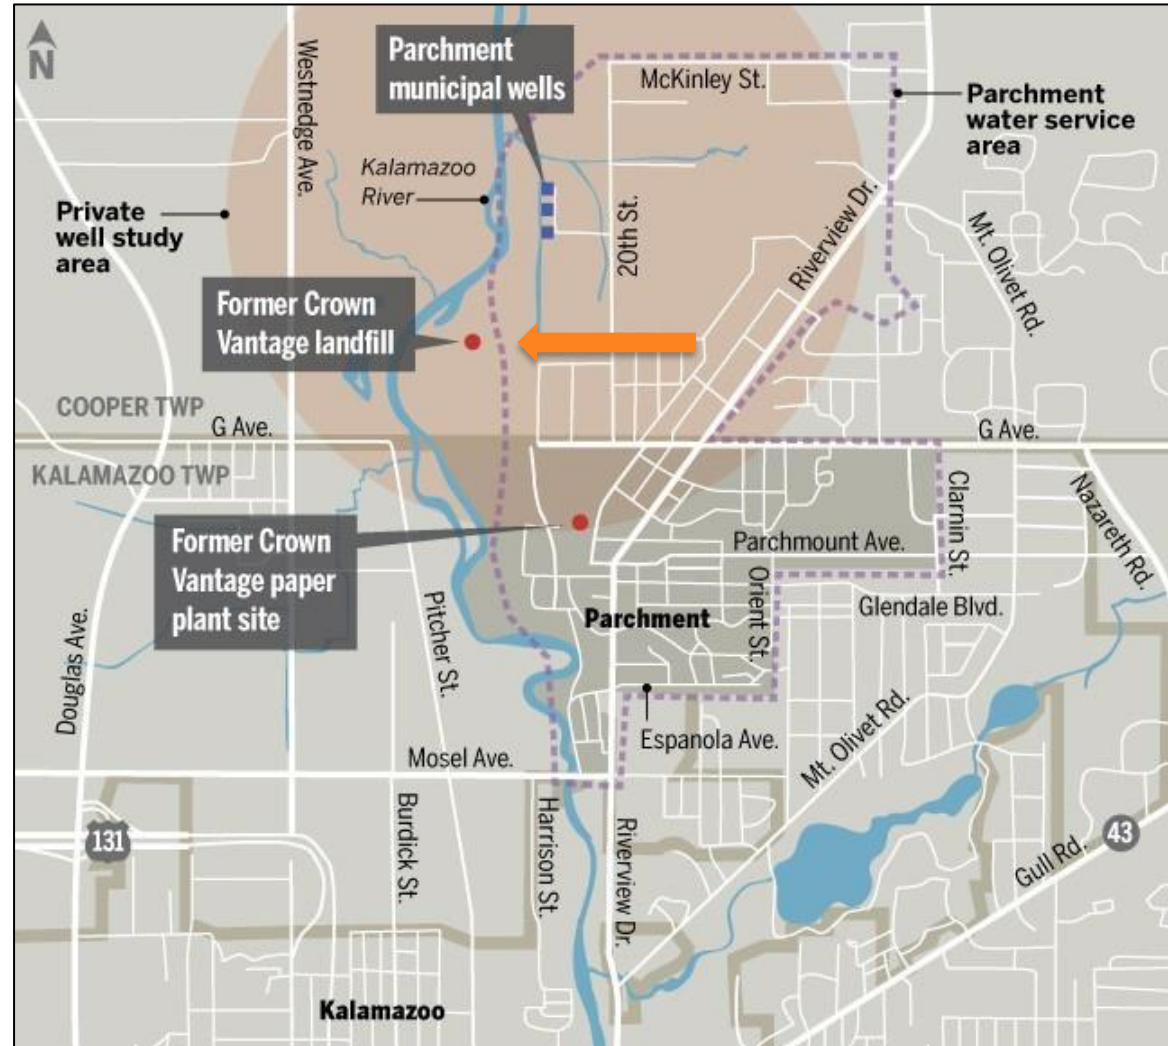 N
Westnedge Ave.
Parchment
municipal wells
McKinley St.
Parchment
water service
area
Kalamazoo
River
Private
well study
area
20th St.
Riverview Dr.
Mt. Olivet Rd.
Former Crown
Vantage landfill
COOPER TWP
G Ave.
G Ave.
KALAMAZOO TWP
Clarnin St.
Nazareth Rd.
Former Crown
Vantage paper
plant site
Parchmount Ave.
Orient St.
Glendale Blvd.
Parchment
Pitcher St.
Douglas Ave.
Espanola Ave.
Mt. Olivet Rd.
Mosel Ave.
Burdick St.
Harrison St.
Riverview Dr.
131
43
Gull Rd.
Kalamazoo